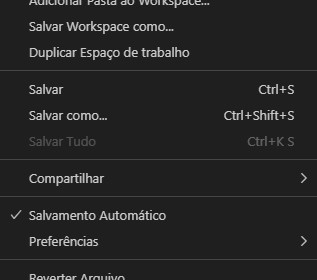 Adicionar Pasta ao Workspace...
Salvar Workspace como...
Duplicar Espaço de trabalho
Salvar Ctrl+S
Salvar como... Ctrl+Shift+S
Salvar Tudo Ctrl+K S
Compartilhar
Salvamento Automático
Preferências
Reverter Arquivo